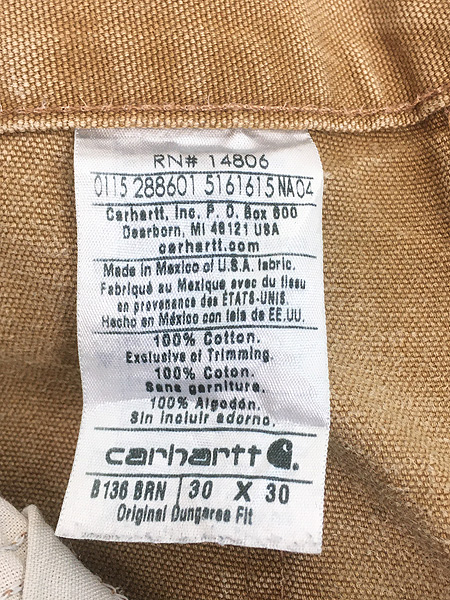 RN# 14806
0115 288601 5161615 NA04
Carhartt, Inc. P. O. Box 600
Dearborn, MI 48121 USA
carhartt.com
Made in Mexico of U.S.A. fabric.
Fabriqué au Mexique avec du tissu
en provenance des ÉTATS-UNIS.
Hecho en México con tela de EE.UU.
100% Cotton.
Exclusive of Trimming.
100% Coton.
Sans garniture.
100% Algodón.
Sin incluir adorno.
carhartt
B136 BRN 30 X 30
Original Dungaree Fit